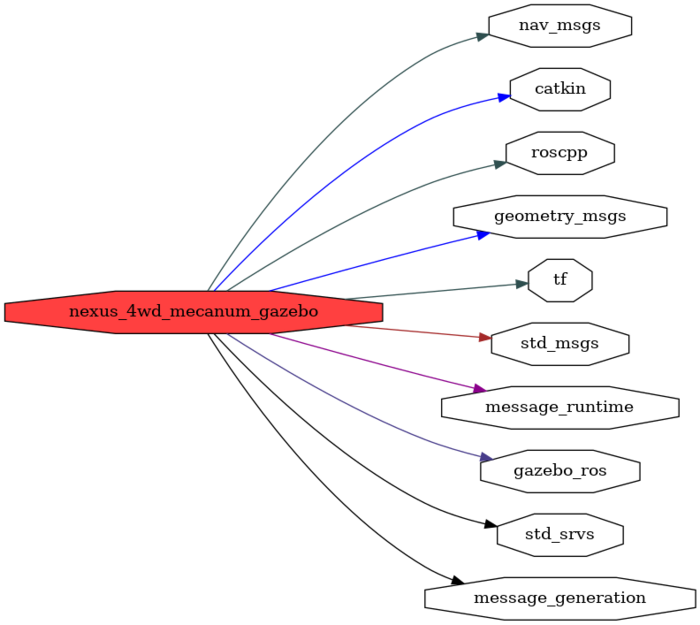 nav_msgs
catkin
roscpp
geometry_msgs
tf
nexus_4wd_mecanum_gazebo
std_msgs
message_runtime
gazebo_ros
std_srvs
message_generation